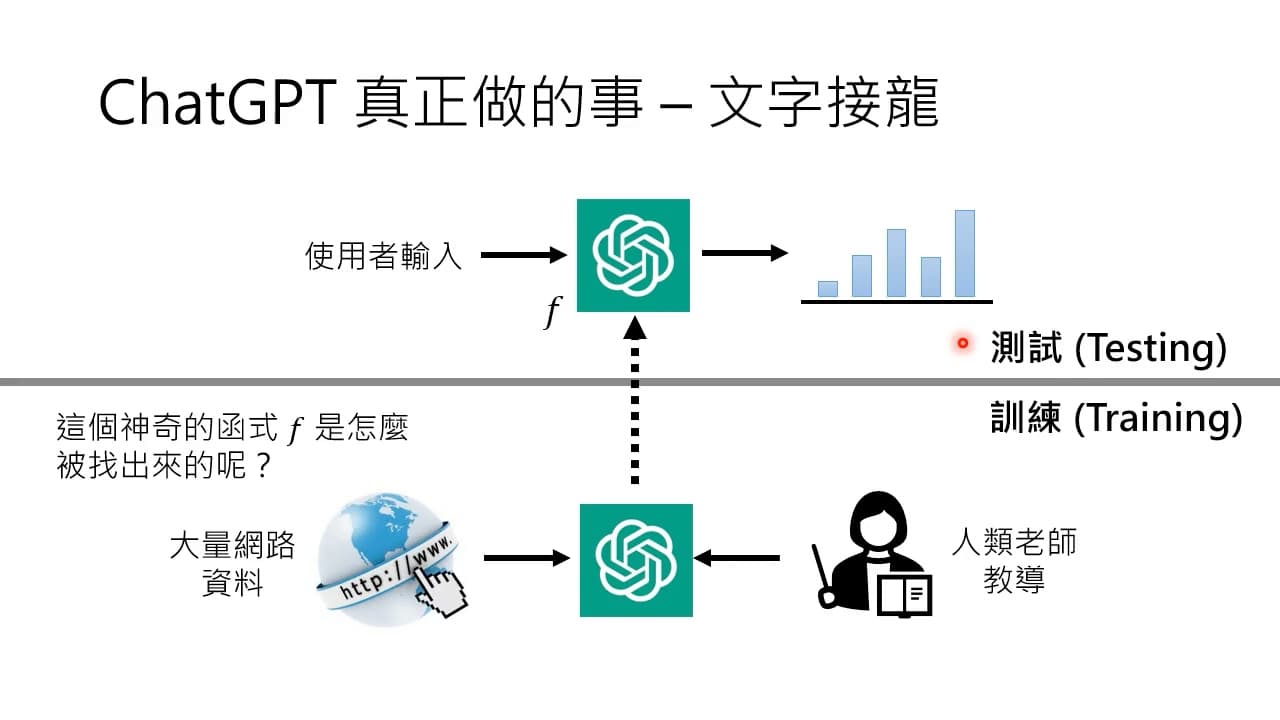 ChatGPT 真正做的事 – 文字接龍
使用者輸入
f
測試 (Testing)
訓練 (Training)
這個神奇的函式 f 是怎麼
被找出來的呢？
大量網路
資料
http://www.
人類老師
教導